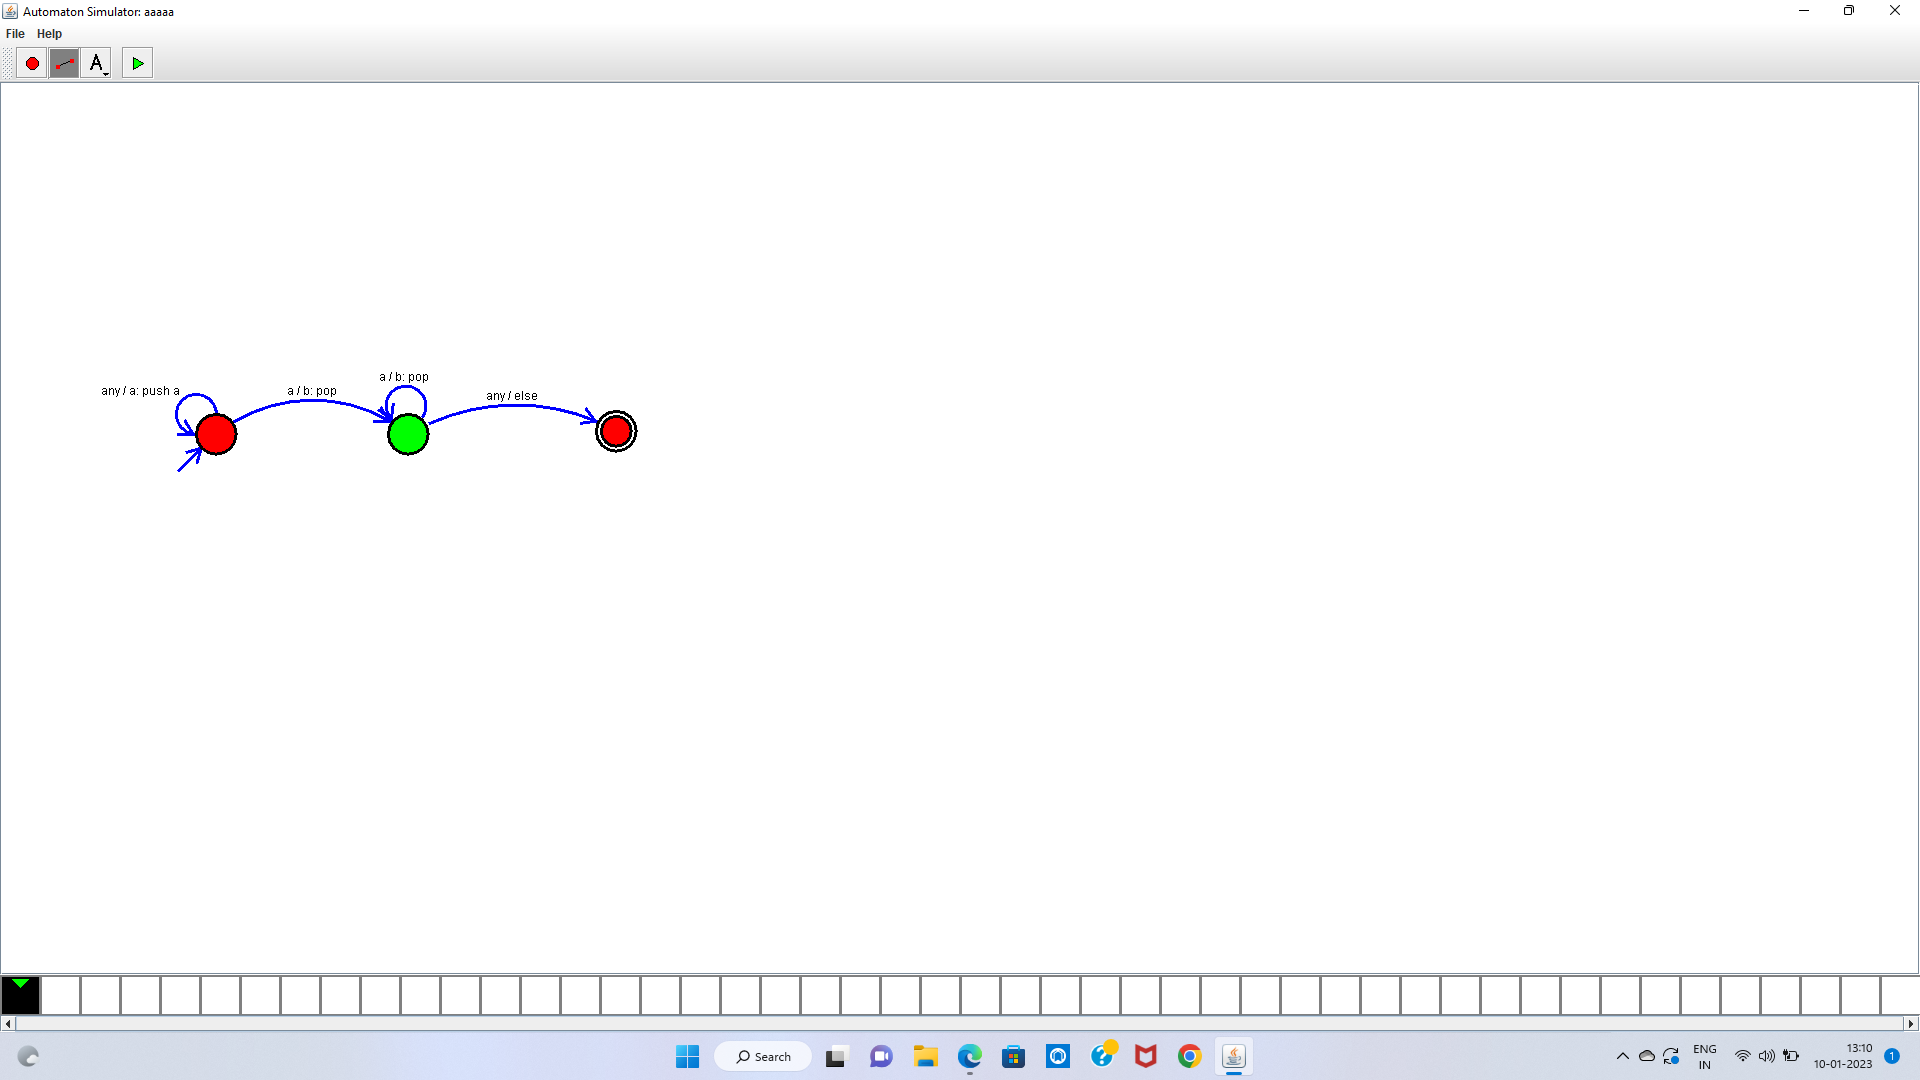 Automaton Simulator: aaaaa
File Help
A
any / a: push a
a / b: pop
a / b: pop
any / else
Search
ENG
IN
13:10
10-01-2023
1